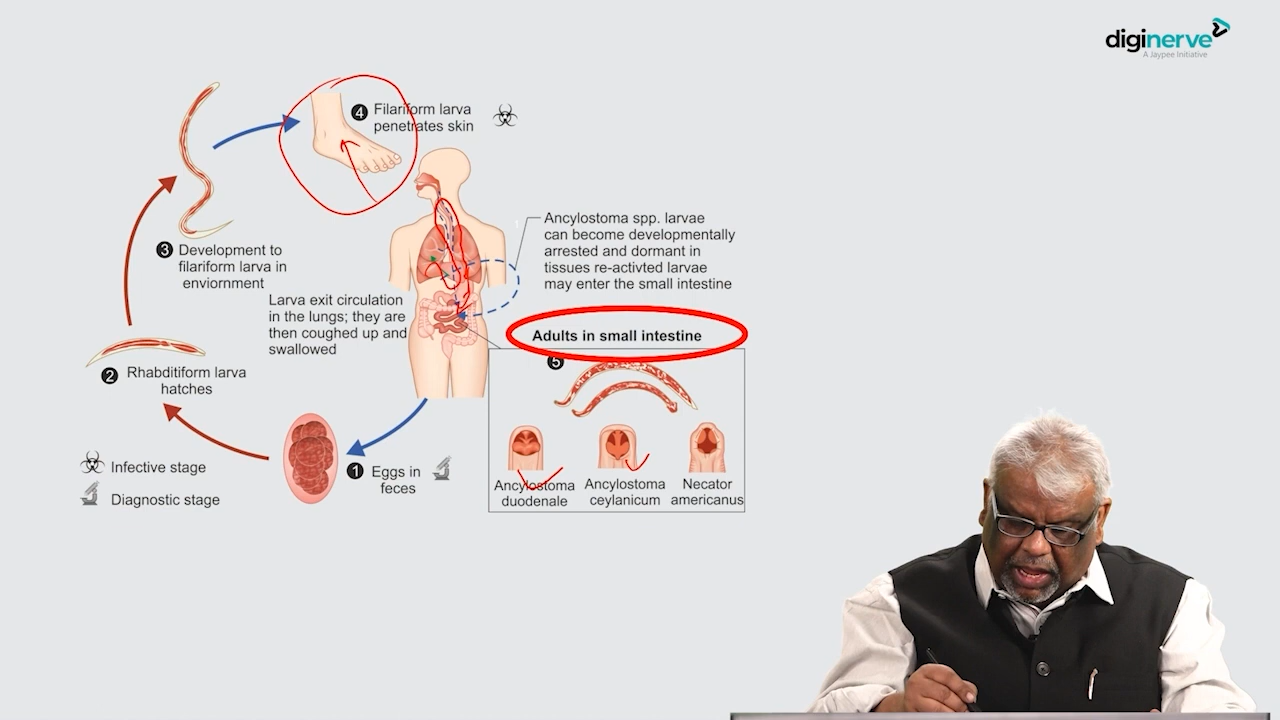 diginerve
A Jaypee Initiative
4 Filariform larva
penetrates skin
Ancylostoma spp. larvae
can become developmentally
arrested and dormant in
tissues re-activted larvae
may enter the small intestine
3 Development to
filariform larva in
enviornment
Larva exit circulation
in the lungs; they are
then coughed up and
swallowed
Adults in small intestine
5
2 Rhabditiform larva
hatches
Ancylostoma
duodenale
Ancylostoma
ceylanicum
Necator
americanus
1 Eggs in
feces
Infective stage
Diagnostic stage